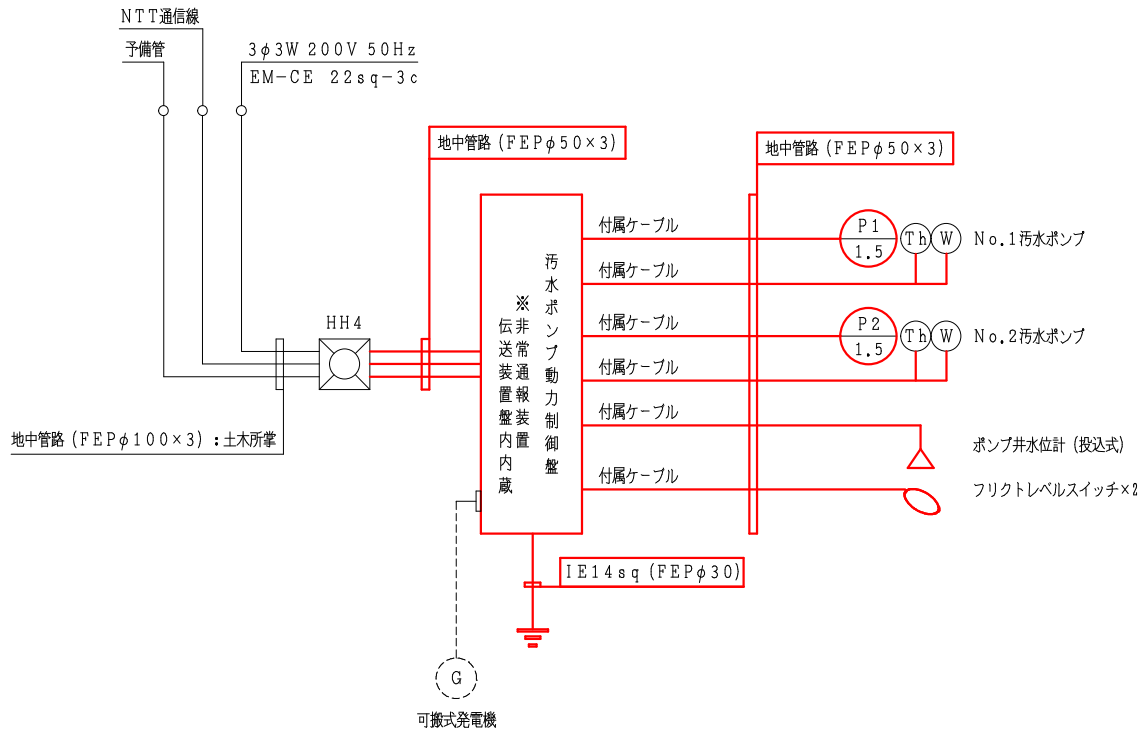 NTT通信線
予備管
3φ3W 200V 50Hz
EM-CE 22sq-3c
地中管路(FEPφ50×3)
地中管路(FEPφ50×3)
HH4
地中管路(FEPφ100×3):土木所掌
汚水ポンプ動力制御盤
※非常通報装置
伝送装置盤内内蔵
付属ケーブル
P1
1.5
Th
W
No.1汚水ポンプ
付属ケーブル
付属ケーブル
P2
1.5
Th
W
No.2汚水ポンプ
付属ケーブル
付属ケーブル
ポンプ井水位計(投込式)
付属ケーブル
フリクトレベルスイッチ×2
IE14sq(FEPφ30)
G
可搬式発電機